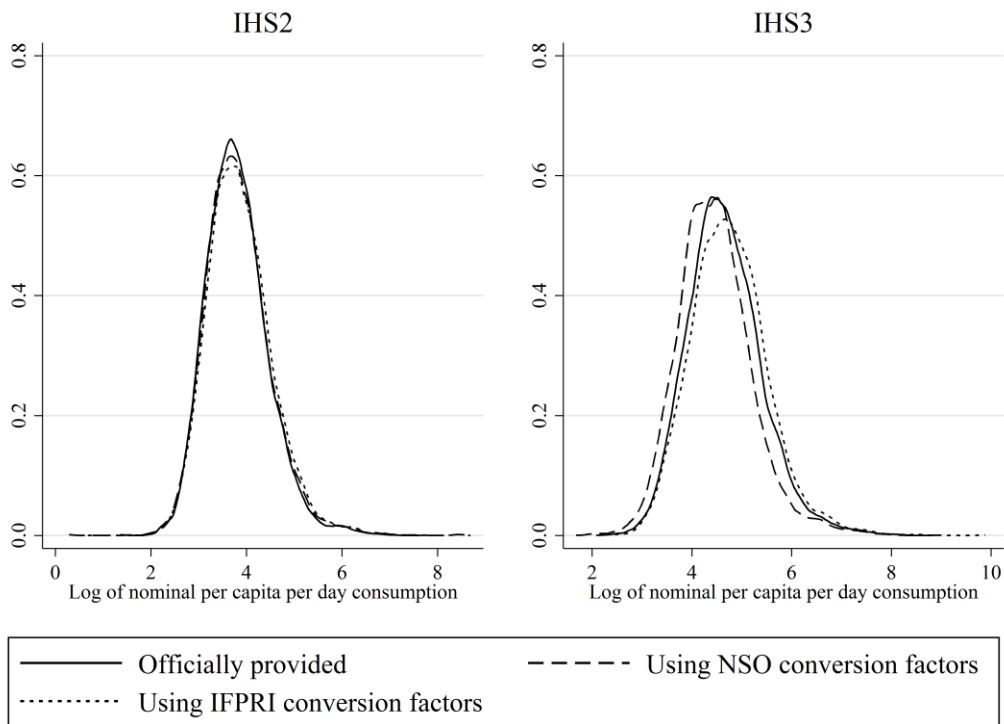 IHS2
IHS3
0.8
0.6
0.4
0.2
0.0
0 2 4 6 8
Log of nominal per capita per day consumption
0.8
0.6
0.4
0.2
0.0
2 4 6 8 10
Log of nominal per capita per day consumption
Officially provided
Using NSO conversion factors
Using IFPRI conversion factors